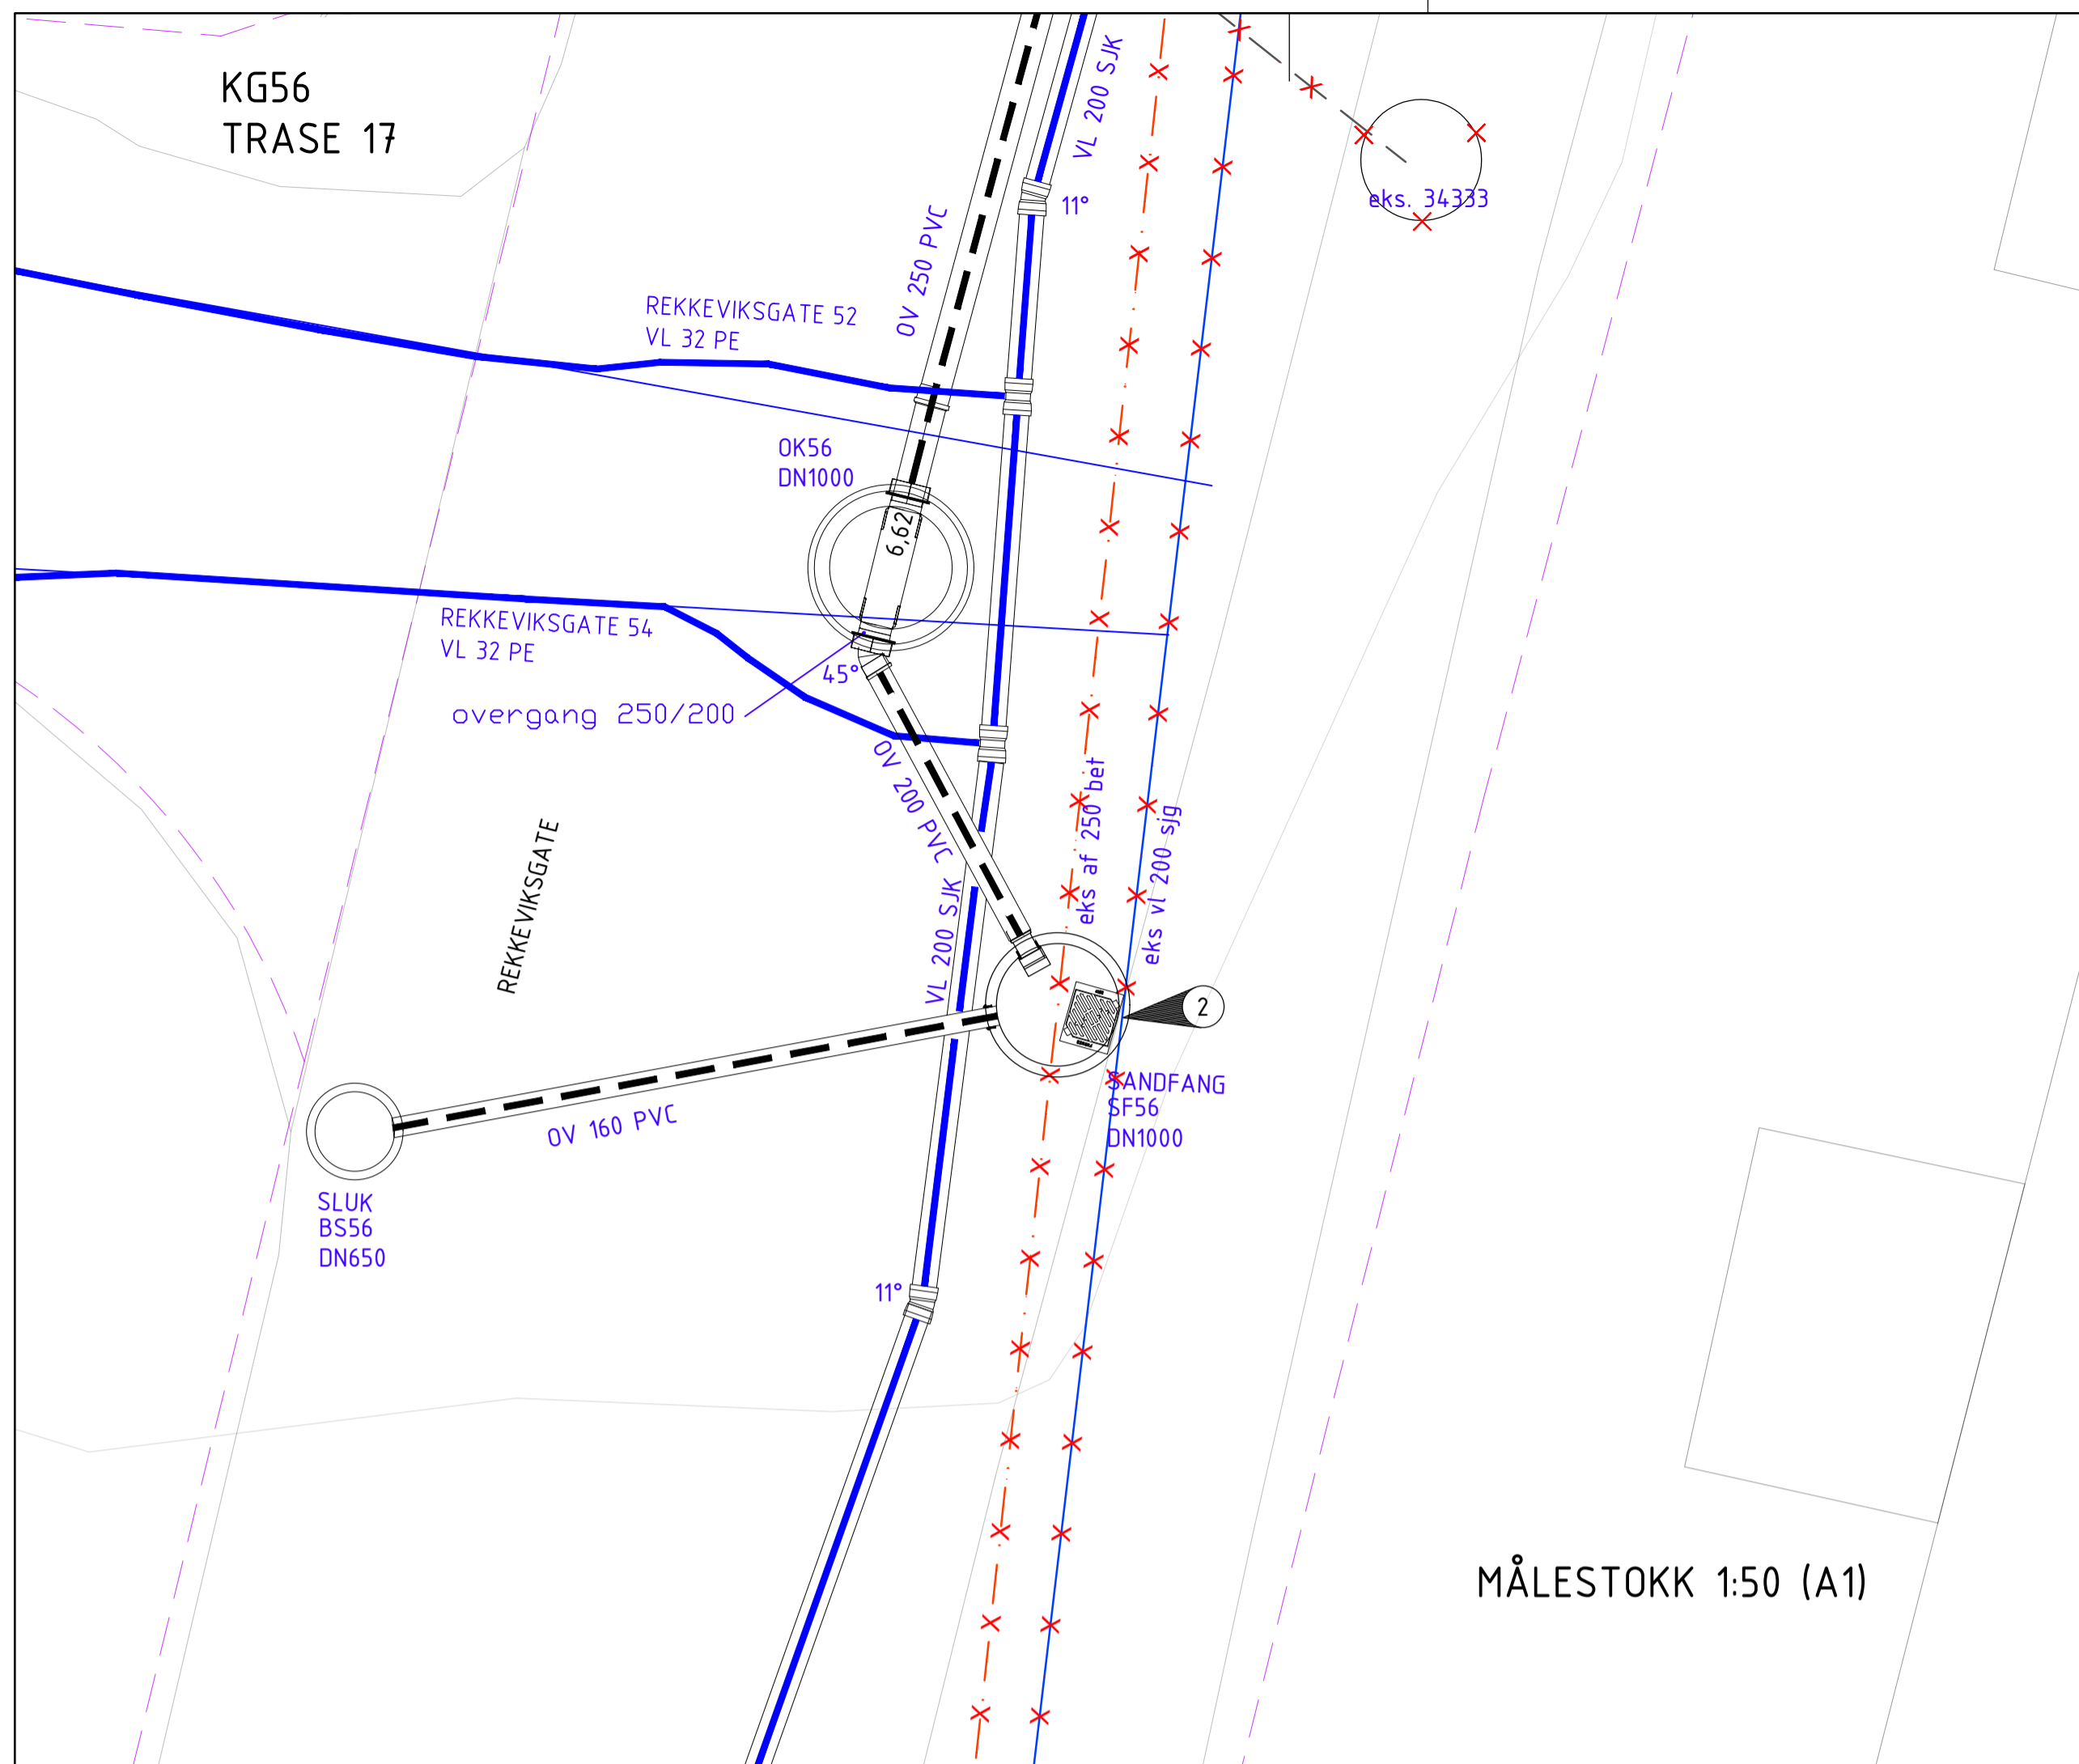 KG56
TRASE 17
VL 200 SJK
11°
eks. 34333
OV 250 PVC
REKKEVIKSGATE 52
VL 32 PE
OK56
DN1000
6,62
REKKEVIKSGATE 54
VL 32 PE
45°
overgang 250/200
OV 200 PVC
eks af 250 bet
eks vl 200 sjg
REKKEVIKSGATE
VL 200 SJK
2
SANDFANG
SF56
DN1000
OV 160 PVC
SLUK
BS56
DN650
11°
MÅLESTOKK 1:50 (A1)